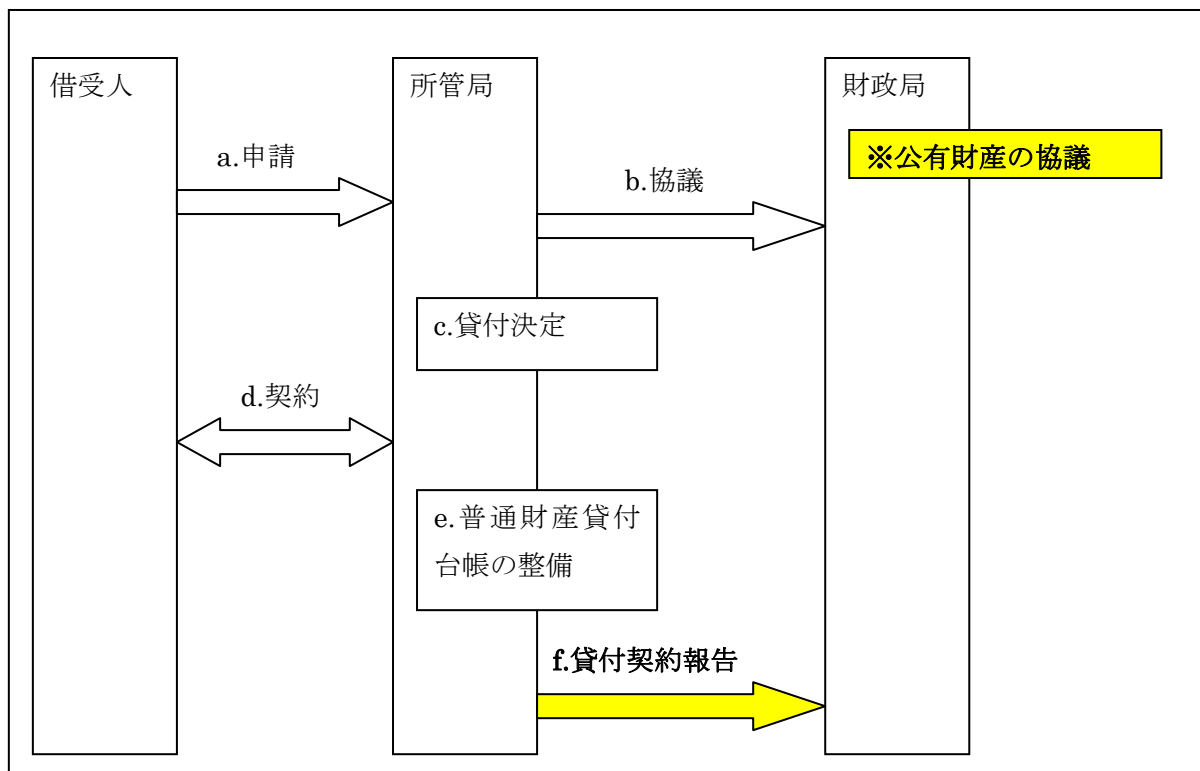 借受人
所管局
財政局
※公有財産の協議
a.申請
b.協議
c.貸付決定
d.契約
e.普通財産貸付
台帳の整備
f.貸付契約報告